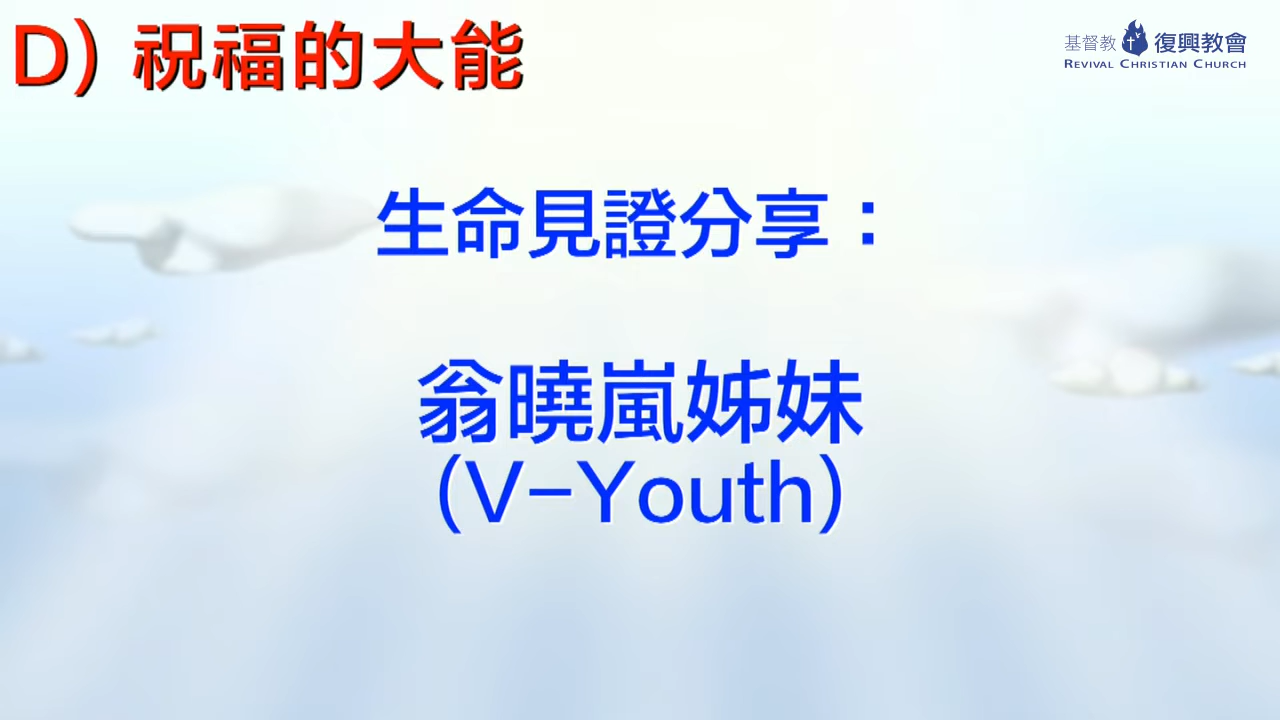 D) 祝福的大能
基督教 復興教會
REVIVAL CHRISTIAN CHURCH
生命見證分享：
翁曉嵐姊妹
(V-Youth)